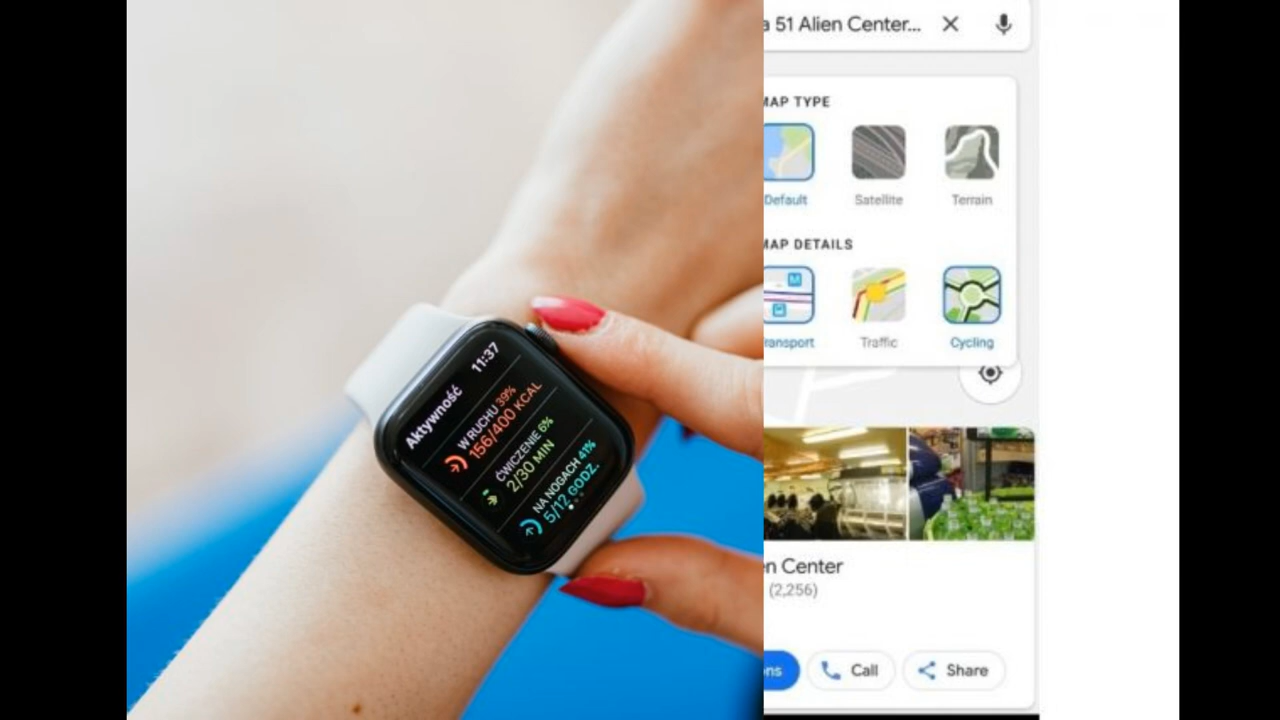 11:37
Aktywność
W RUCHU 39%
156/400 KCAL
ĆWICZENIE 6%
2/30 MIN
NA NOGACH 41%
5/12 GODZ.
a 51 Alien Center...
MAP TYPE
Default
Satellite
Terrain
MAP DETAILS
M
ransport
Traffic
Cycling
en Center
(2,256)
ns
Call
Share